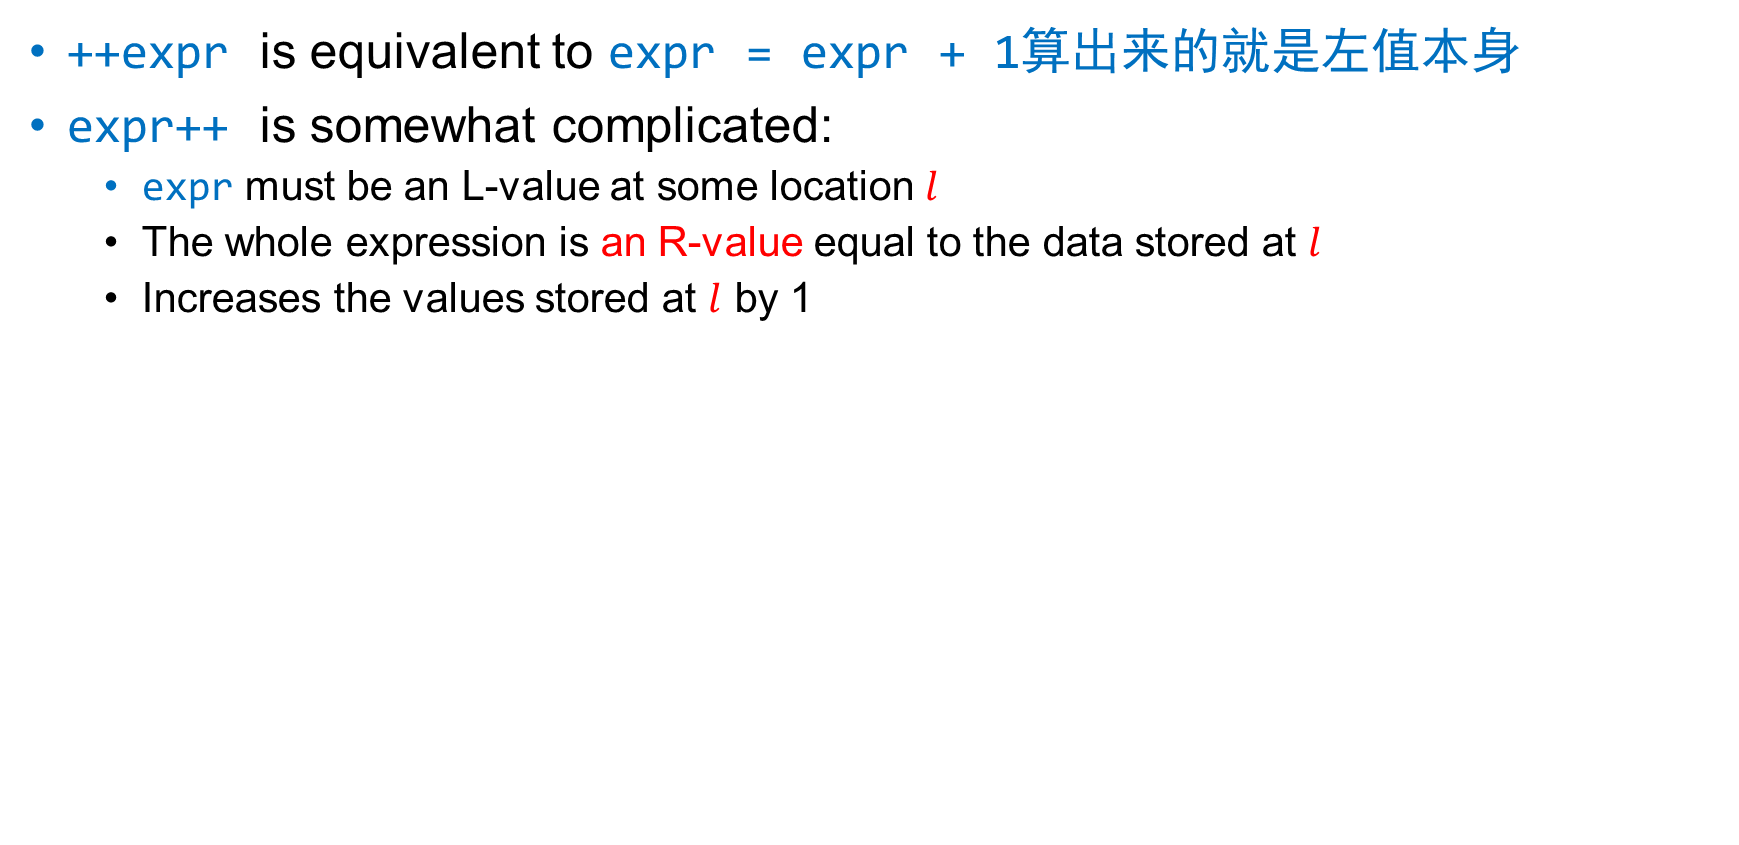 • ++expr is equivalent to expr = expr + 1算出来的就是左值本身
• expr++ is somewhat complicated:
• expr must be an L-value at some location l
• The whole expression is an R-value equal to the data stored at l
• Increases the values stored at l by 1